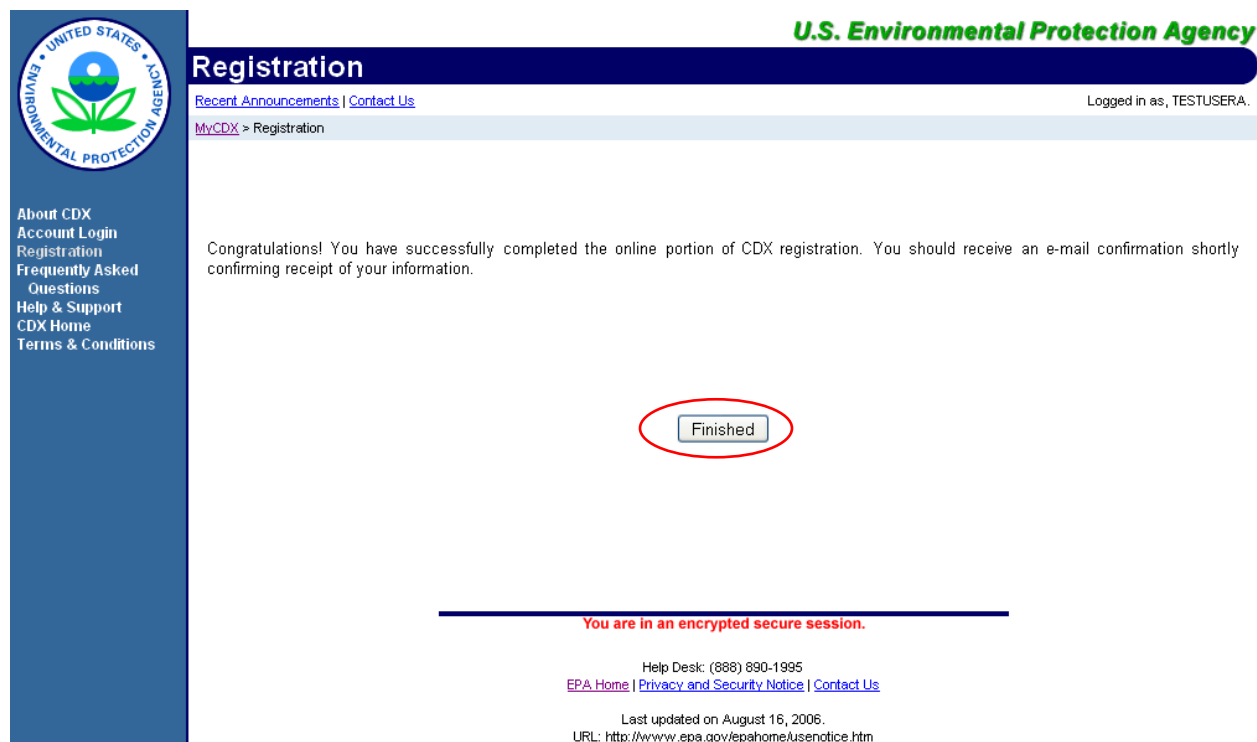 UNITED STATES
ENVIRONMENTAL PROTECTION AGENCY
U.S. Environmental Protection Agency
Registration
Recent Announcements | Contact Us
Logged in as, TESTUSERA.
MyCDX > Registration
About CDX
Account Login
Registration
Frequently Asked
Questions
Help & Support
CDX Home
Terms & Conditions
Congratulations! You have successfully completed the online portion of CDX registration. You should receive an e-mail confirmation shortly
confirming receipt of your information.
Finished
You are in an encrypted secure session.
Help Desk: (888) 890-1995
EPA Home | Privacy and Security Notice | Contact Us
Last updated on August 16, 2006.
URL: http://www.epa.gov/epahome/usenotice.htm